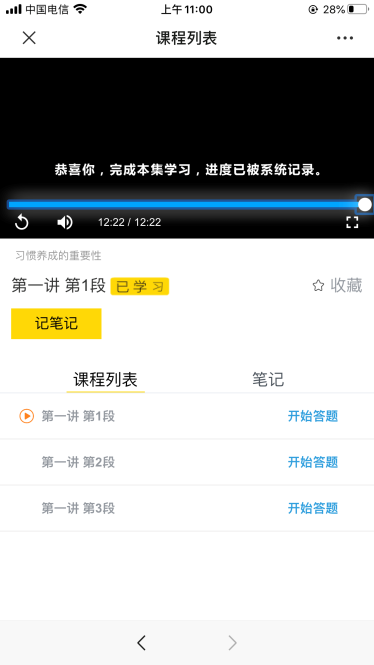 中国电信 上午11:00 28%
课程列表
恭喜你，完成本集学习，进度已被系统记录。
12:22 / 12:22
习惯养成的重要性
第一讲 第1段 已学习 收藏
记笔记
课程列表 笔记
第一讲 第1段 开始答题
第一讲 第2段 开始答题
第一讲 第3段 开始答题